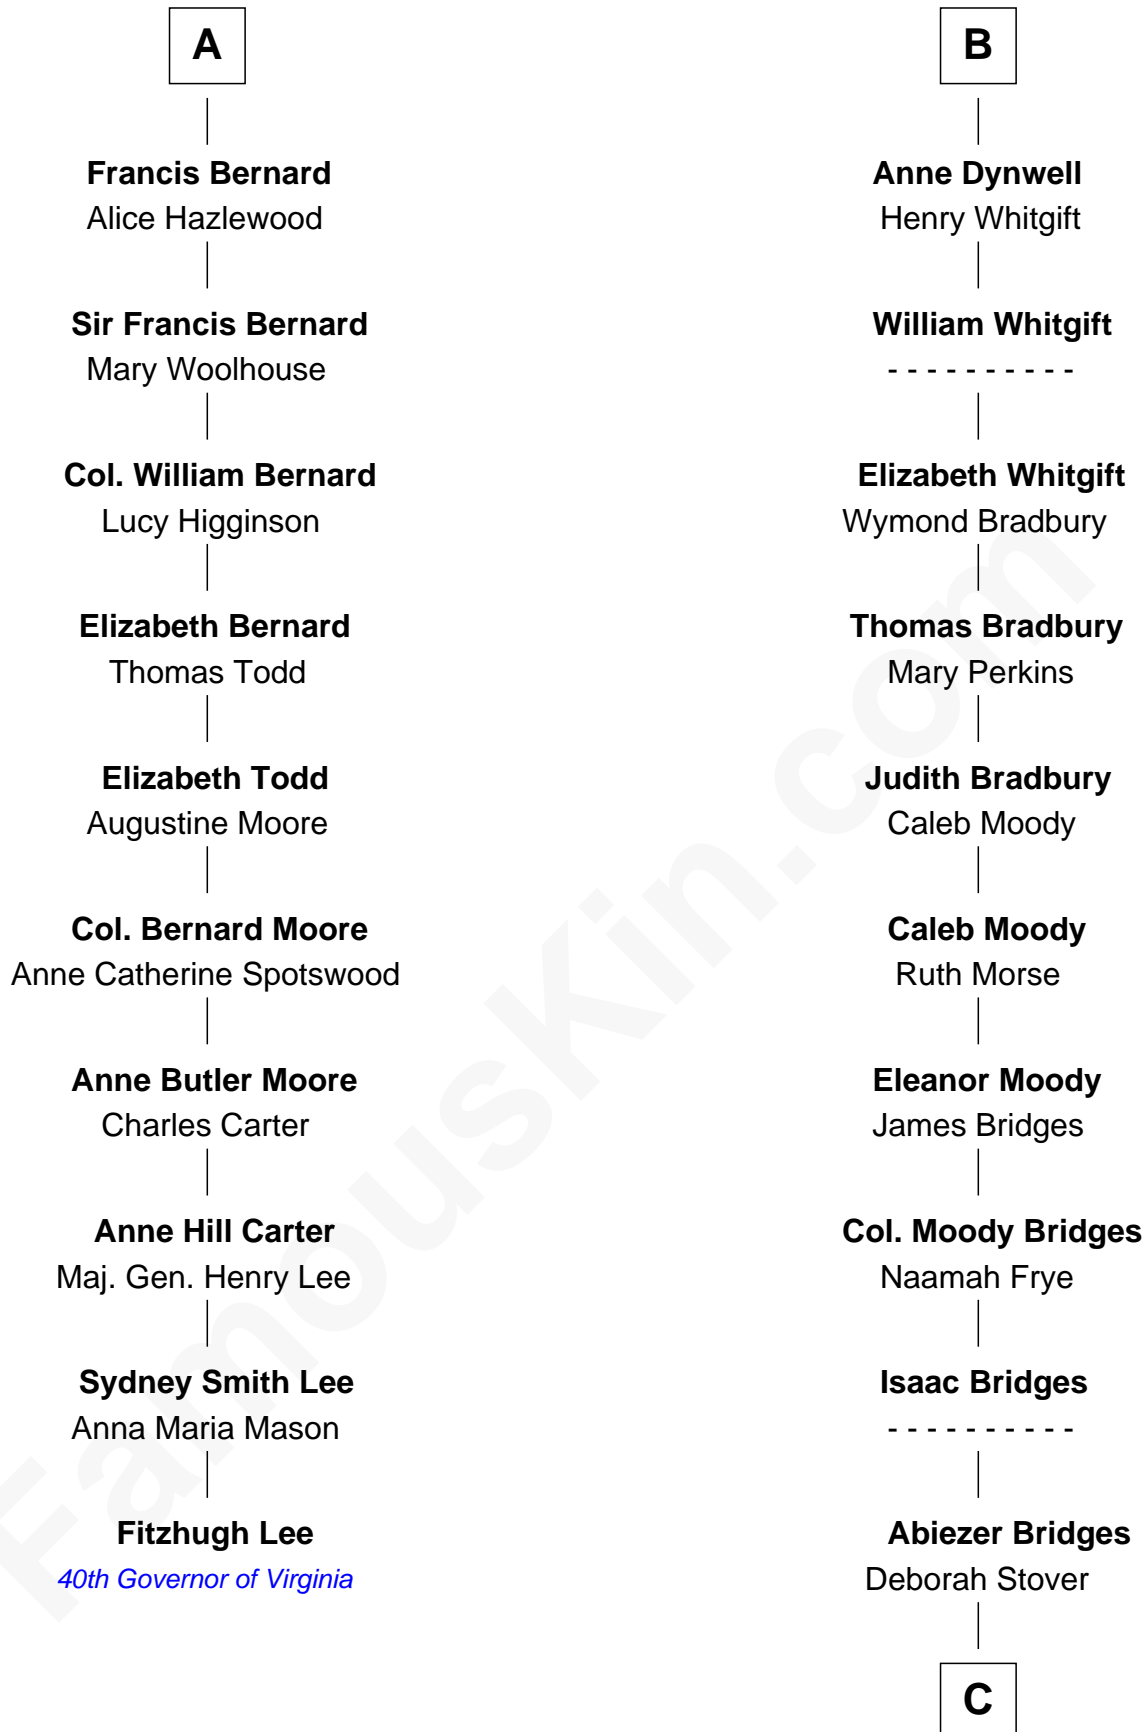 A
Francis Bernard
Alice Hazlewood
Sir Francis Bernard
Mary Woolhouse
Col. William Bernard
Lucy Higginson
Elizabeth Bernard
Thomas Todd
Elizabeth Todd
Augustine Moore
Col. Bernard Moore
Anne Catherine Spotswood
Anne Butler Moore
Charles Carter
Anne Hill Carter
Maj. Gen. Henry Lee
Sydney Smith Lee
Anna Maria Mason
Fitzhugh Lee
40th Governor of Virginia
B
Anne Dynwell
Henry Whitgift
William Whitgift
- - - - - - - - - -
Elizabeth Whitgift
Wymond Bradbury
Thomas Bradbury
Mary Perkins
Judith Bradbury
Caleb Moody
Caleb Moody
Ruth Morse
Eleanor Moody
James Bridges
Col. Moody Bridges
Naamah Frye
Isaac Bridges
- - - - - - - - - -
Abiezer Bridges
Deborah Stover
C
FamousKin.com